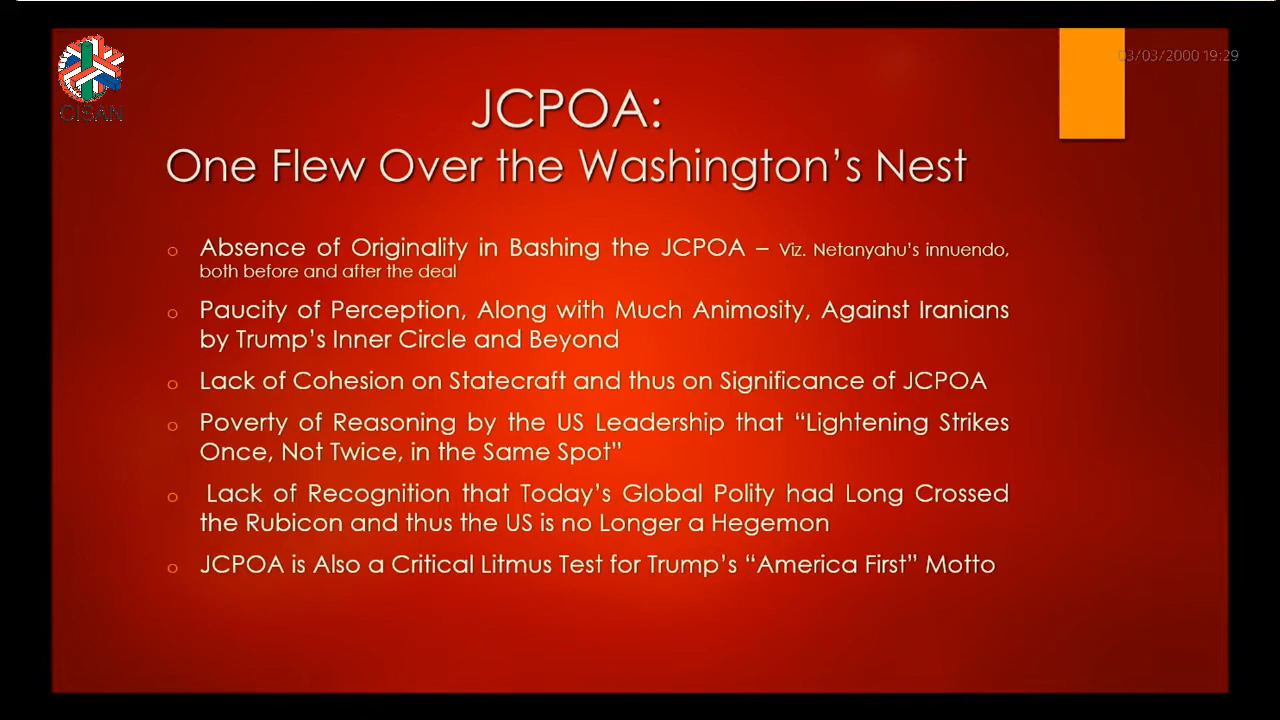 CISAN
03/03/2000 19:29
JCPOA:
One Flew Over the Washington’s Nest
Absence of Originality in Bashing the JCPOA – Viz. Netanyahu’s innuendo,
both before and after the deal
Paucity of Perception, Along with Much Animosity, Against Iranians
by Trump’s Inner Circle and Beyond
Lack of Cohesion on Statecraft and thus on Significance of JCPOA
Poverty of Reasoning by the US Leadership that “Lightening Strikes
Once, Not Twice, in the Same Spot”
Lack of Recognition that Today’s Global Polity had Long Crossed
the Rubicon and thus the US is no Longer a Hegemon
JCPOA is Also a Critical Litmus Test for Trump’s “America First” Motto